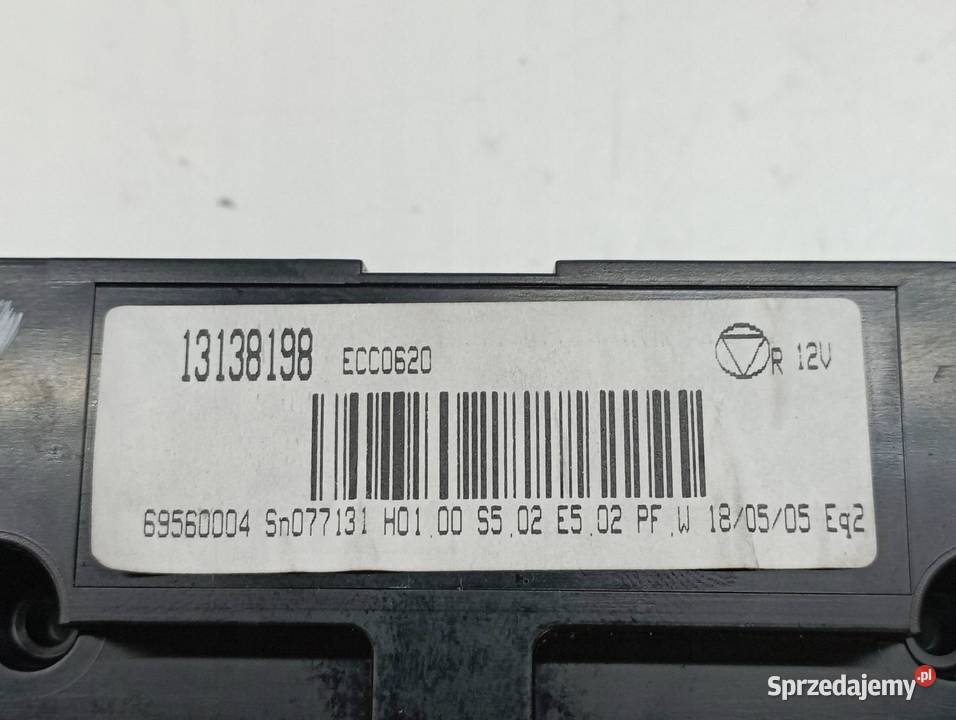 13138198 ECC0620
R 12V
69560004 Sn077131 H01.00 S5.02 E5.02 PF.W 18/05/05 Eq2
Sprzedajemy.pl